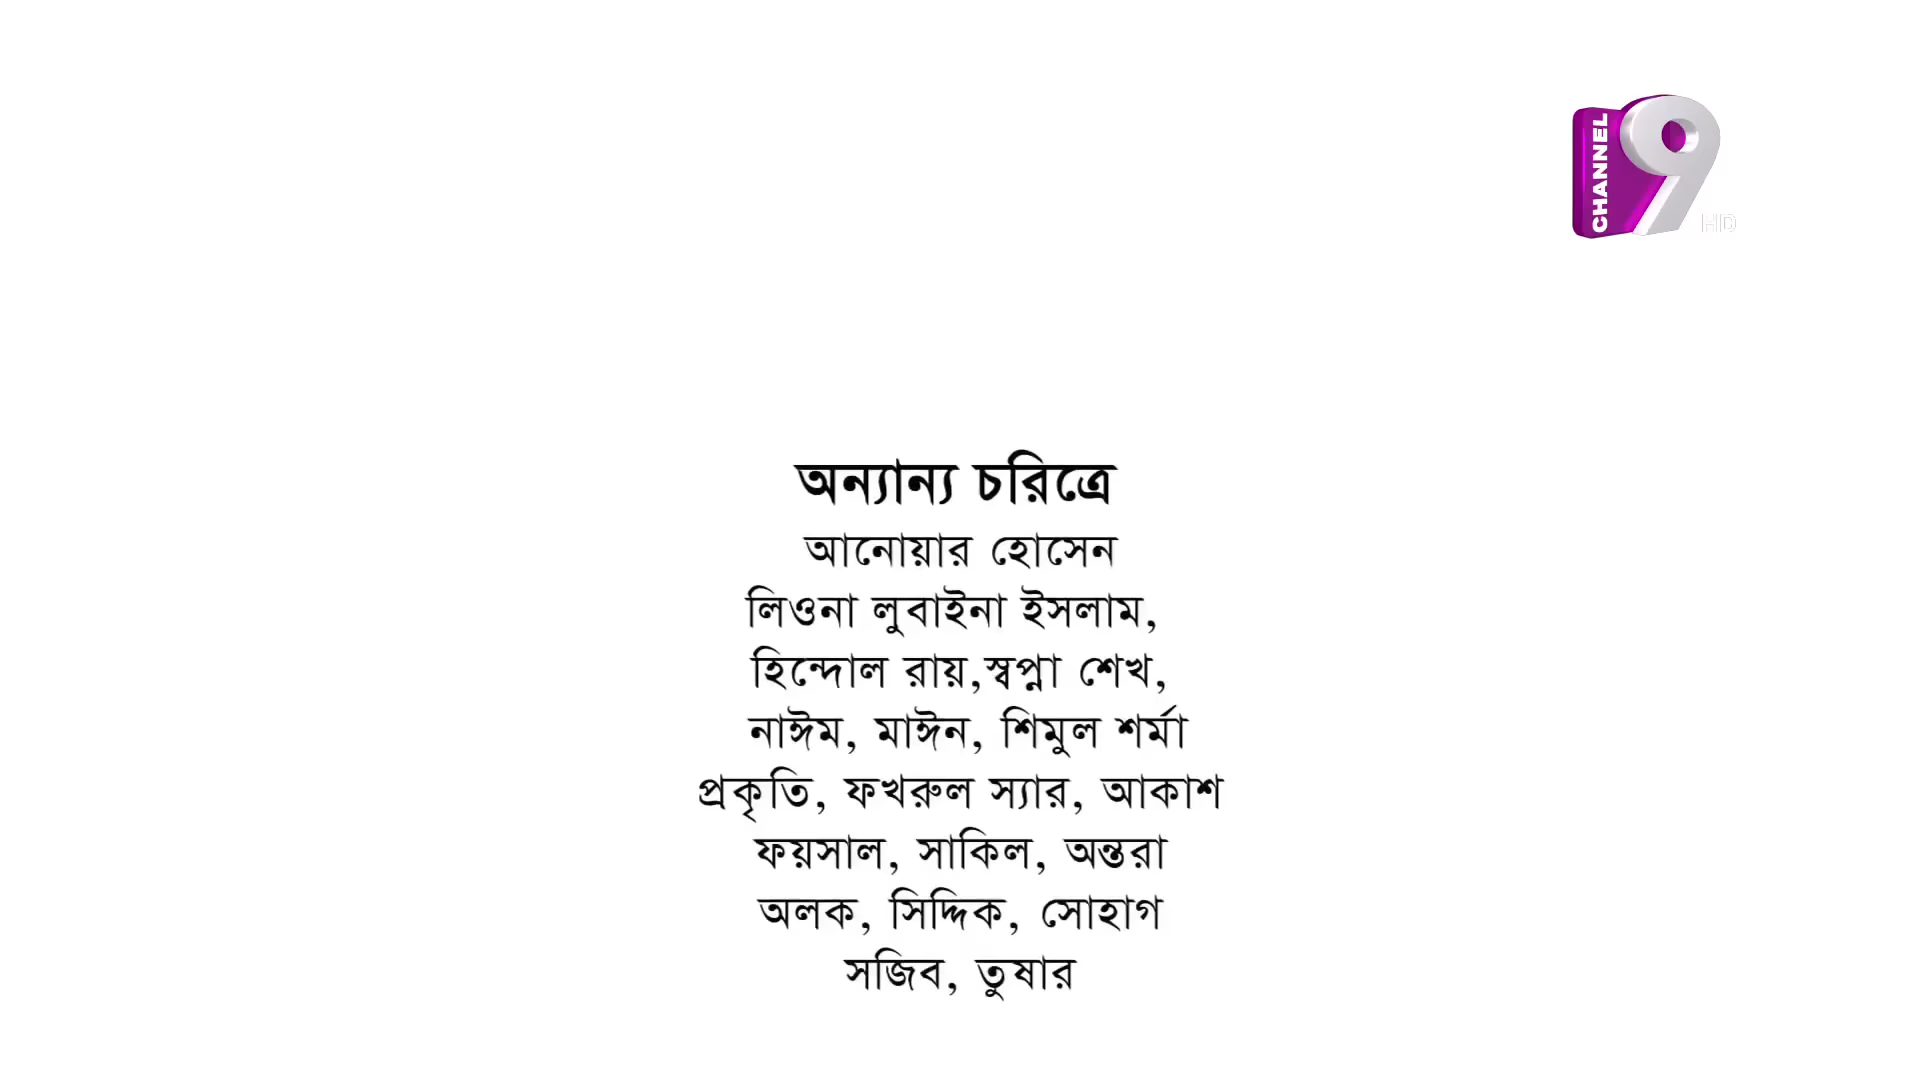 CHANNEL 9
HD
অন্যান্য চরিত্রে
আনোয়ার হোসেন
লিওনা লুবাইনা ইসলাম,
হিন্দোল রায়,স্বপ্না শেখ,
নাঈম, মাঈন, শিমুল শর্মা
প্রকৃতি, ফখরুল স্যার, আকাশ
ফয়সাল, সাকিল, অন্তরা
অলক, সিদ্দিক, সোহাগ
সজিব, তুষার